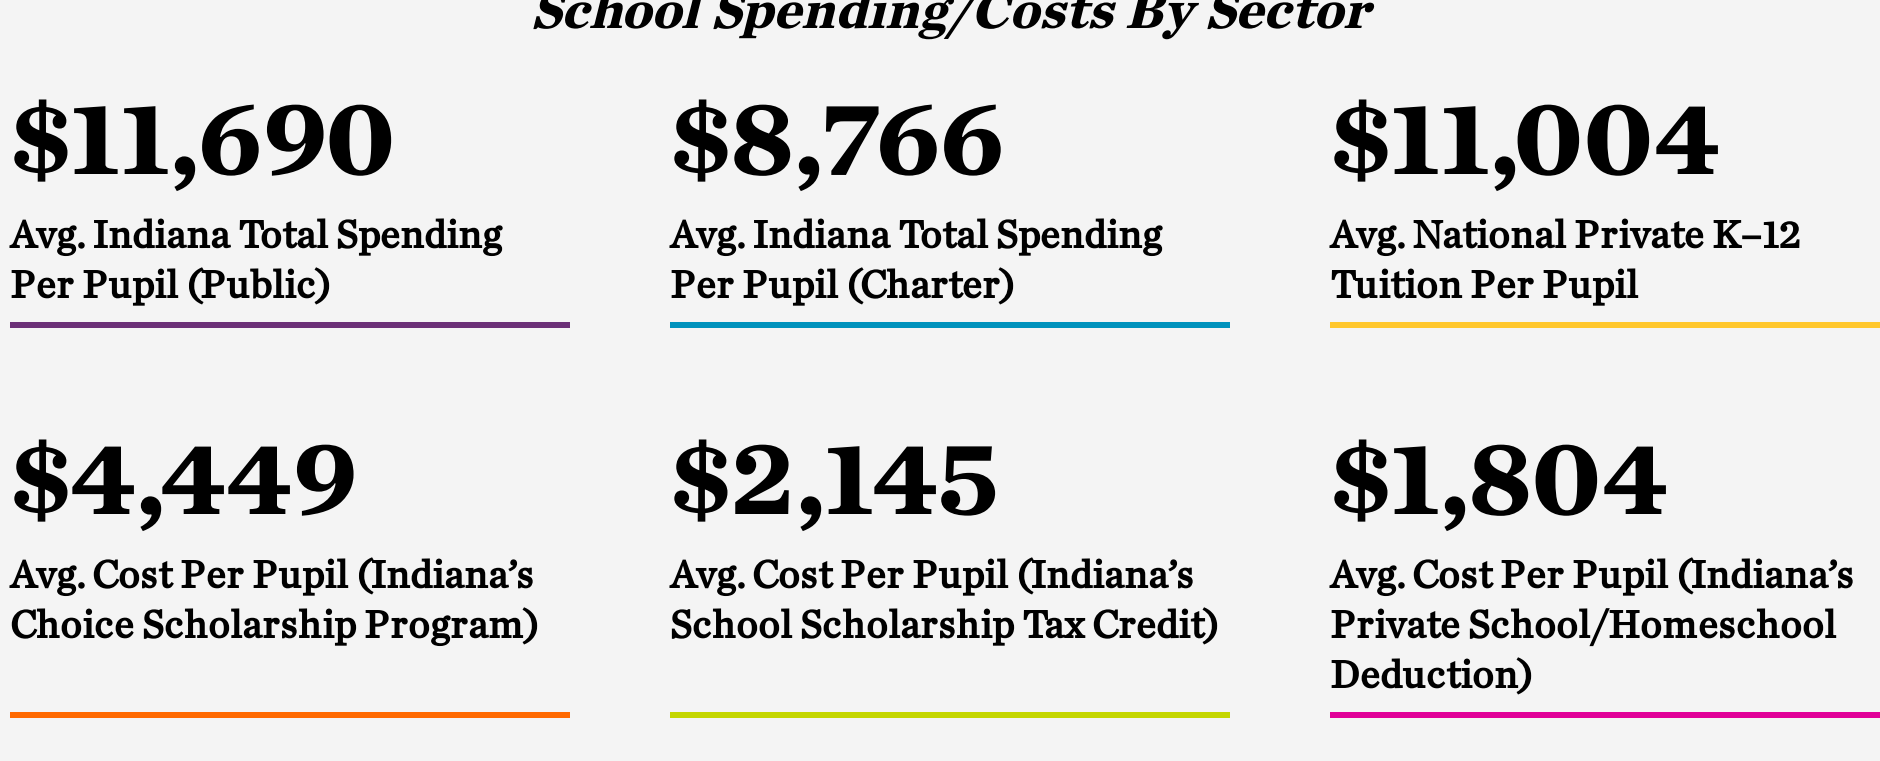 School Spending/Costs By Sector
$11,690
Avg. Indiana Total Spending
Per Pupil (Public)
$8,766
Avg. Indiana Total Spending
Per Pupil (Charter)
$11,004
Avg. National Private K–12
Tuition Per Pupil
$4,449
Avg. Cost Per Pupil (Indiana’s
Choice Scholarship Program)
$2,145
Avg. Cost Per Pupil (Indiana’s
School Scholarship Tax Credit)
$1,804
Avg. Cost Per Pupil (Indiana’s
Private School/Homeschool
Deduction)